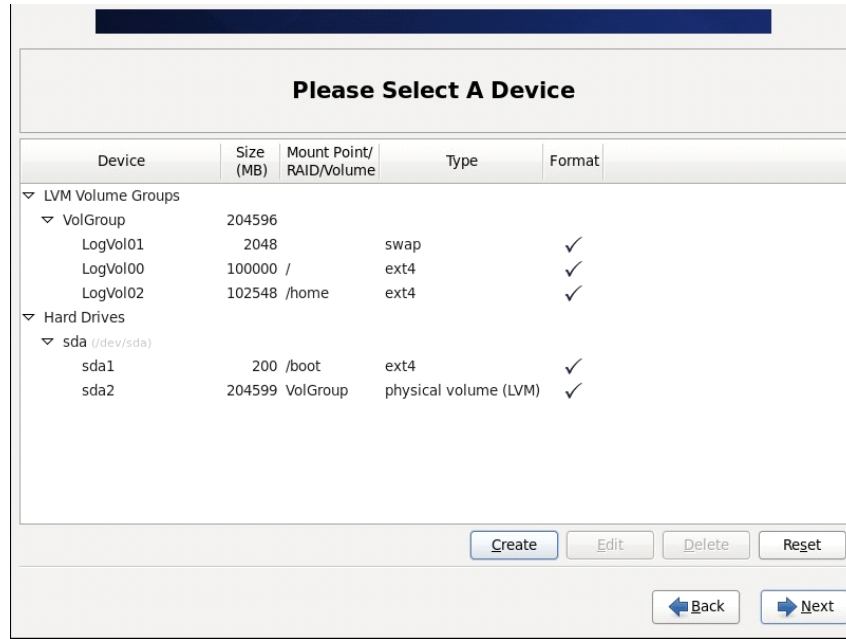 Please Select A Device
Device Size (MB) Mount Point/ RAID/Volume Type Format
LVM Volume Groups
VolGroup 204596
LogVol01 2048 swap
LogVol00 100000 / ext4
LogVol02 102548 /home ext4
Hard Drives
sda (/dev/sda)
sda1 200 /boot ext4
sda2 204599 VolGroup physical volume (LVM)
Create Edit Delete Reset
Back Next